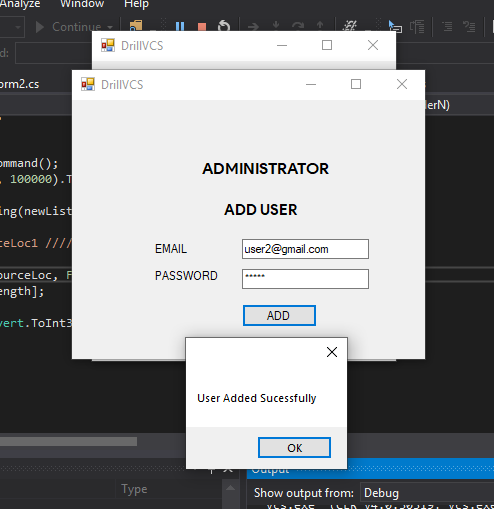 Analyze Window Help
Continue
DrillVCS
orm2.cs
DrillVCS
erN)
ommand();
, 100000).T
ing(newList
ceLoc1 ////
ourceLoc, F
ength];
vert.ToInt3
ADMINISTRATOR
ADD USER
EMAIL
user2@gmail.com
PASSWORD
*****
ADD
User Added Sucessfully
OK
Type
Output
Show output from: Debug